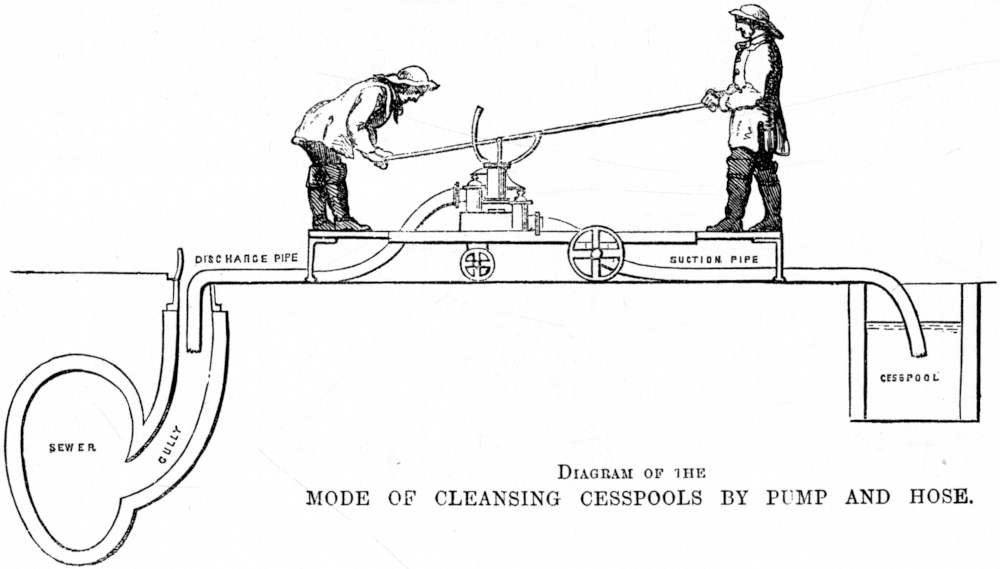 DISCHARGE PIPE
SUCTION PIPE
CESSPOOL
SEWER
GULLY
DIAGRAM OF THE
MODE OF CLEANSING CESSPOOLS BY PUMP AND HOSE.